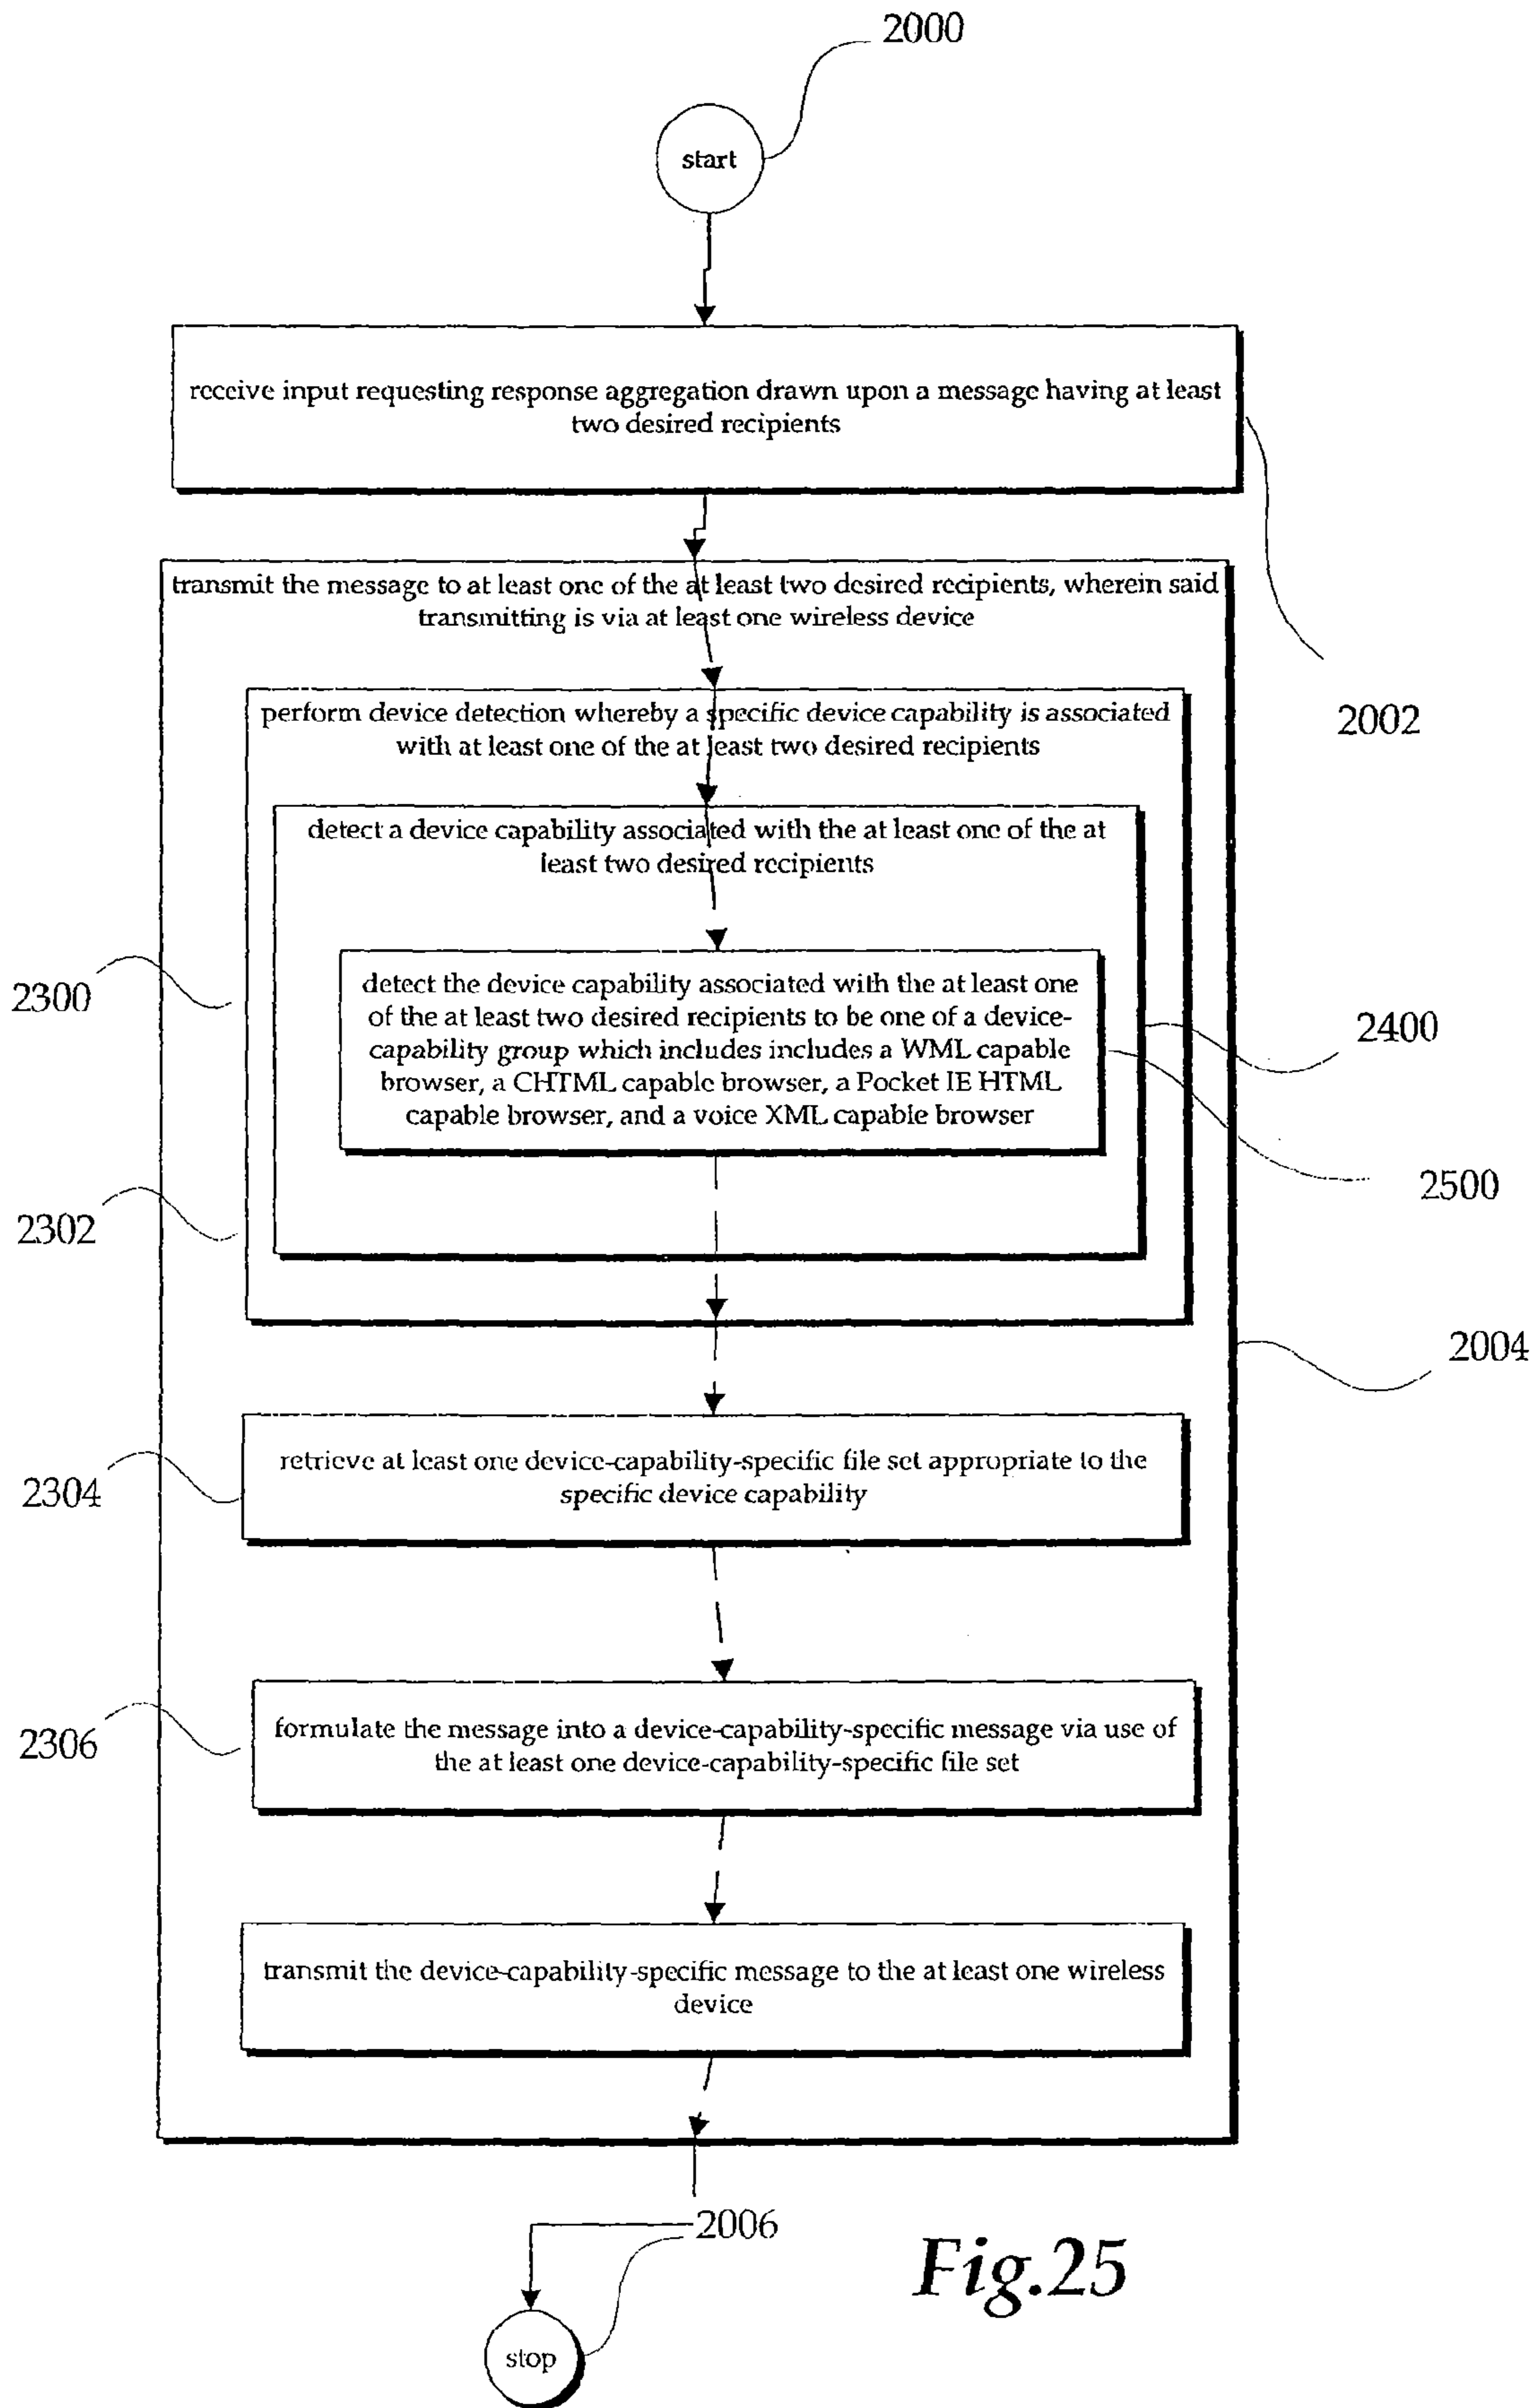 2000
start
receive input requesting response aggregation drawn upon a message having at least
two desired recipients
2002
transmit the message to at least one of the at least two desired recipients, wherein said
transmitting is via at least one wireless device
perform device detection whereby a specific device capability is associated
with at least one of the at least two desired recipients
detect a device capability associated with the at least one of the at
least two desired recipients
2300
detect the device capability associated with the at least one
of the at least two desired recipients to be one of a device-
capability group which includes includes a WML capable
browser, a CHTML capable browser, a Pocket IE HTML
capable browser, and a voice XML capable browser
2400
2500
2302
2004
2304
retrieve at least one device-capability-specific file set appropriate to the
specific device capability
2306
formulate the message into a device-capability-specific message via use of
the at least one device-capability-specific file set
transmit the device-capability-specific message to the at least one wireless
device
2006
Fig.25
stop